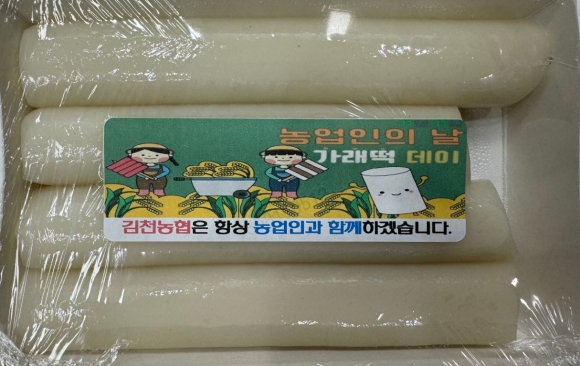 농업인의 날
가래떡 데이
김천농협은 항상 농업인과 함께하겠습니다.